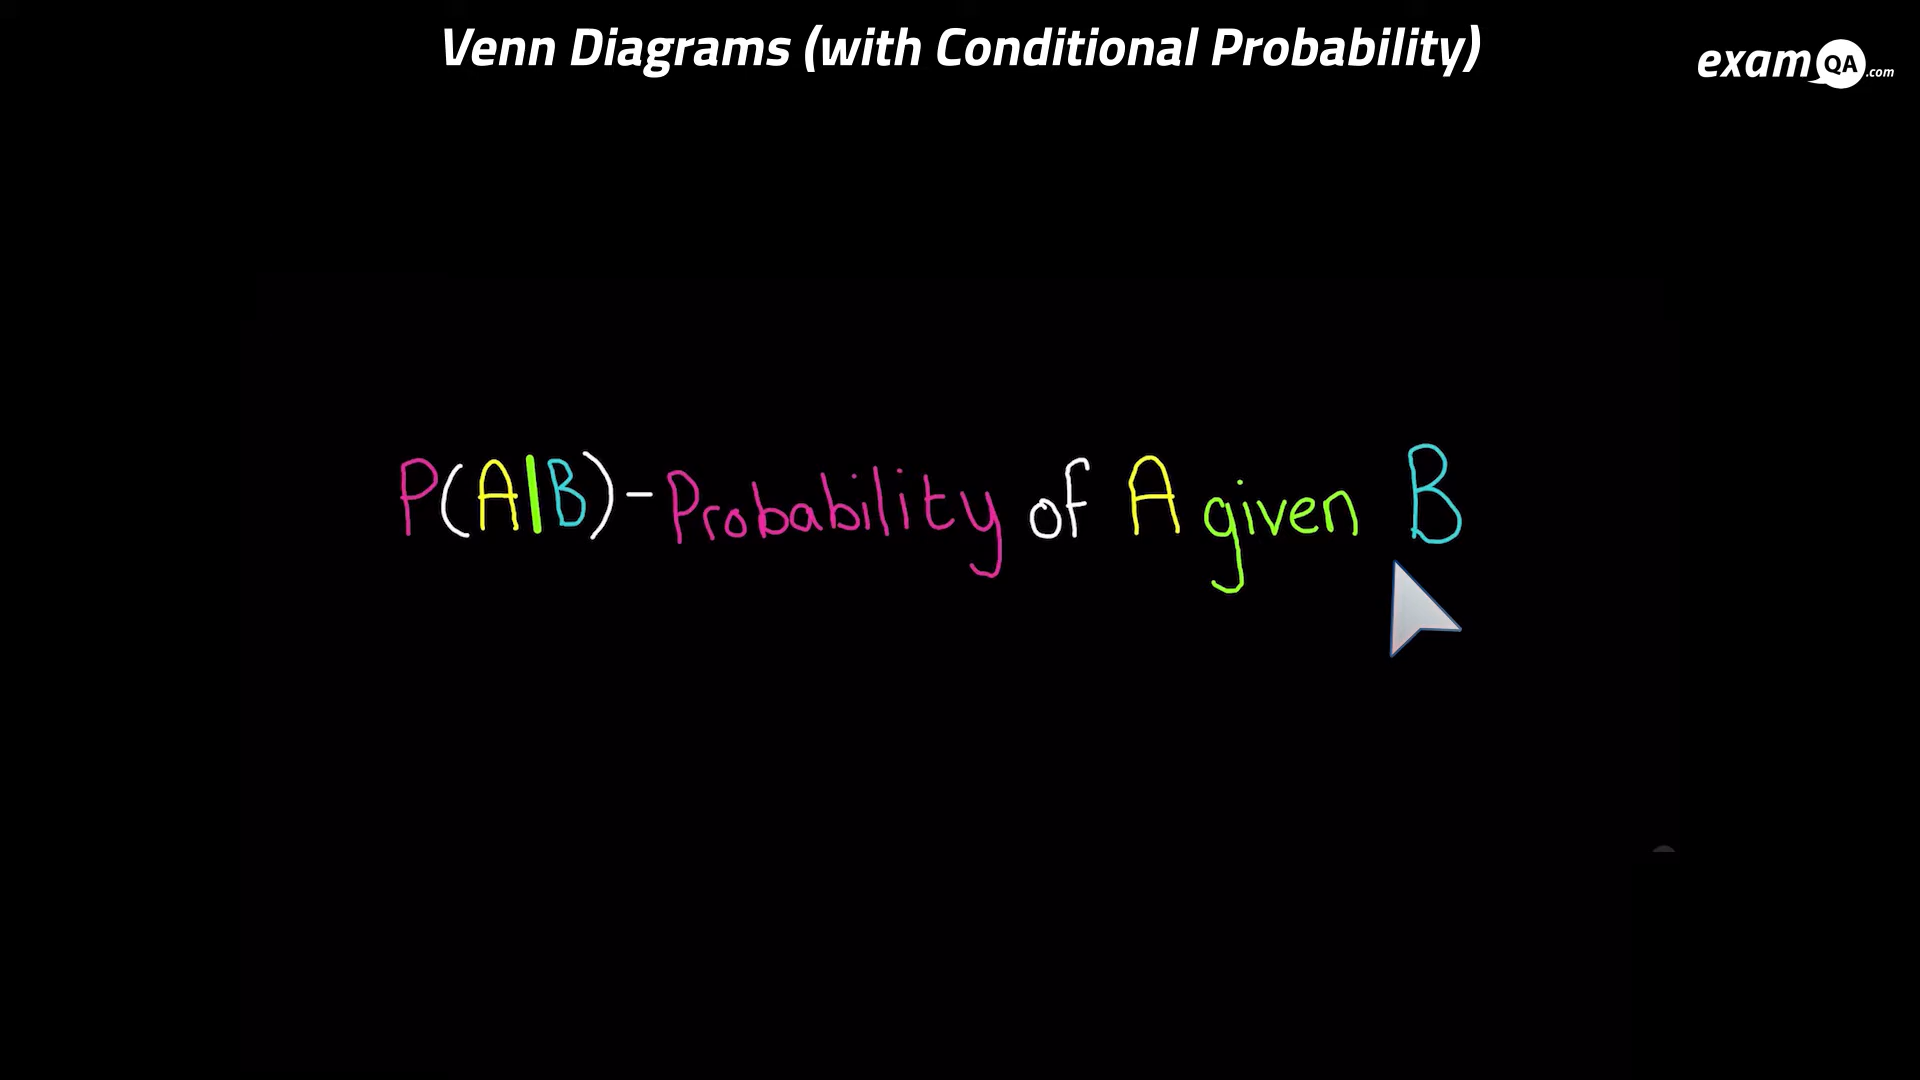 Venn Diagrams (with Conditional Probability)
examQA.com
P(A|B) - Probability of A given B